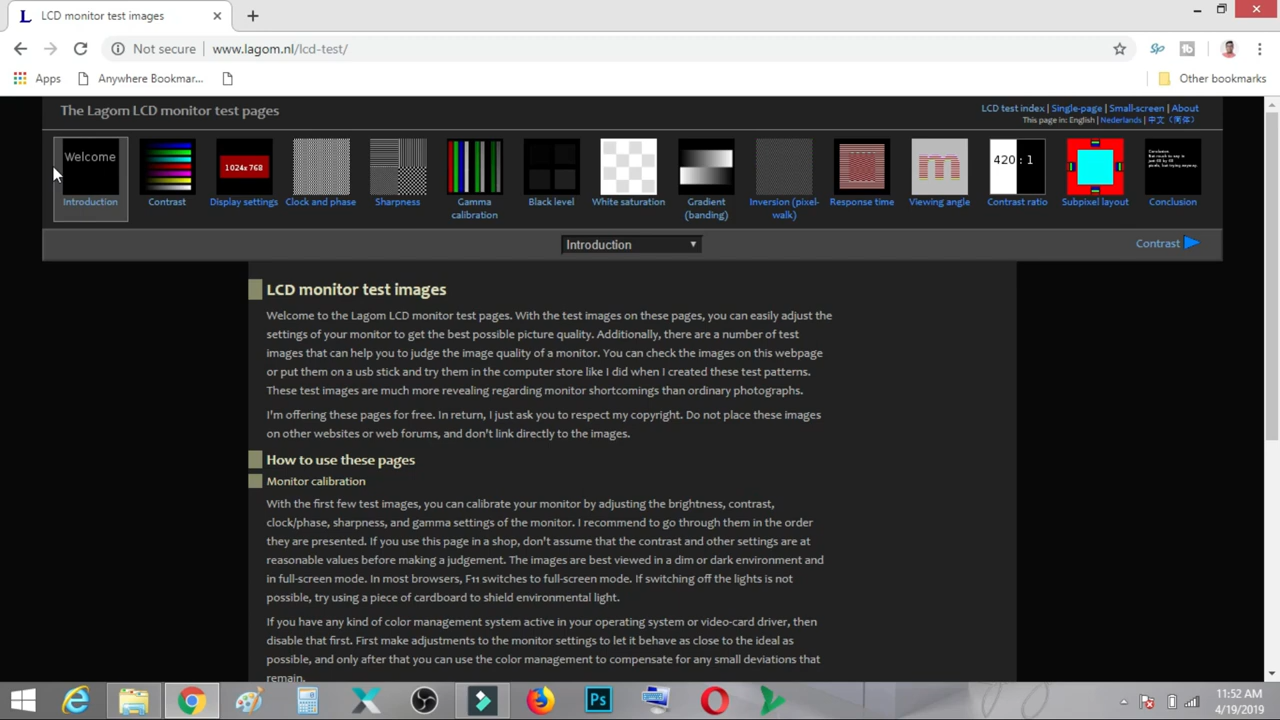 LCD monitor test images
Not secure www.lagom.nl/lcd-test/
Apps Anywhere Bookmar... Other bookmarks
The Lagom LCD monitor test pages
LCD test index | Single-page | Small-screen | About
This page in: English | Nederlands | 中文（简体）
Welcome
1024x 768
420:1
Introduction
Contrast
Display settings
Clock and phase
Sharpness
Gamma
calibration
Black level
White saturation
Gradient
(banding)
Inversion (pixel-
walk)
Response time
Viewing angle
Contrast ratio
Subpixel layout
Conclusion
Introduction
Contrast
LCD monitor test images
Welcome to the Lagom LCD monitor test pages. With the test images on these pages, you can easily adjust the
settings of your monitor to get the best possible picture quality. Additionally, there are a number of test
images that can help you to judge the image quality of a monitor. You can check the images on this webpage
or put them on a usb stick and try them in the computer store like I did when I created these test patterns.
These test images are much more revealing regarding monitor shortcomings than ordinary photographs.
I'm offering these pages for free. In return, I just ask you to respect my copyright. Do not place these images
on other websites or web forums, and don't link directly to the images.
How to use these pages
Monitor calibration
With the first few test images, you can calibrate your monitor by adjusting the brightness, contrast,
clock/phase, sharpness, and gamma settings of the monitor. I recommend to go through them in the order
they are presented. If you use this page in a shop, don't assume that the contrast and other settings are at
reasonable values before making a judgement. The images are best viewed in a dim or dark environment and
in full-screen mode. In most browsers, F11 switches to full-screen mode. If switching off the lights is not
possible, try using a piece of cardboard to shield environmental light.
If you have any kind of color management system active in your operating system or video-card driver, then
disable that first. First make adjustments to the monitor settings to let it behave as close to the ideal as
possible, and only after that you can use the color management to compensate for any small deviations that
remain.
Ps
11:52 AM
4/19/2019